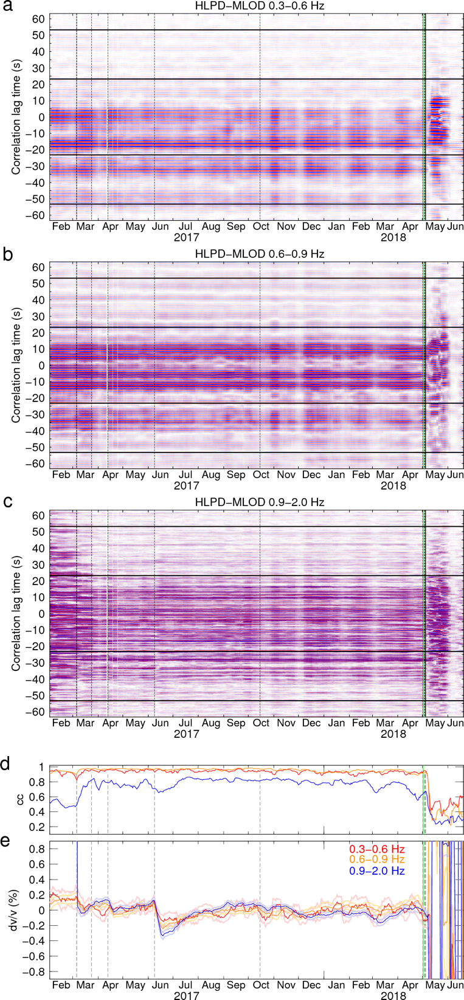 a
HLPD−MLOD 0.3−0.6 Hz
Correlation lag time (s)
60
50
40
30
20
10
0
−10
−20
−30
−40
−50
−60
Feb Mar Apr May Jun Jul Aug Sep Oct Nov Dec Jan Feb Mar Apr May Jun
2017 2018
b
HLPD−MLOD 0.6−0.9 Hz
Correlation lag time (s)
60
50
40
30
20
10
0
−10
−20
−30
−40
−50
−60
Feb Mar Apr May Jun Jul Aug Sep Oct Nov Dec Jan Feb Mar Apr May Jun
2017 2018
c
HLPD−MLOD 0.9−2.0 Hz
Correlation lag time (s)
60
50
40
30
20
10
0
−10
−20
−30
−40
−50
−60
Feb Mar Apr May Jun Jul Aug Sep Oct Nov Dec Jan Feb Mar Apr May Jun
2017 2018
d
cc
1
0.8
0.6
0.4
0.2
e
dv/v (%)
0.8
0.6
0.4
0.2
0
−0.2
−0.4
−0.6
−0.8
0.3−0.6 Hz
0.6−0.9 Hz
0.9−2.0 Hz
Feb Mar Apr May Jun Jul Aug Sep Oct Nov Dec Jan Feb Mar Apr May Jun
2017 2018